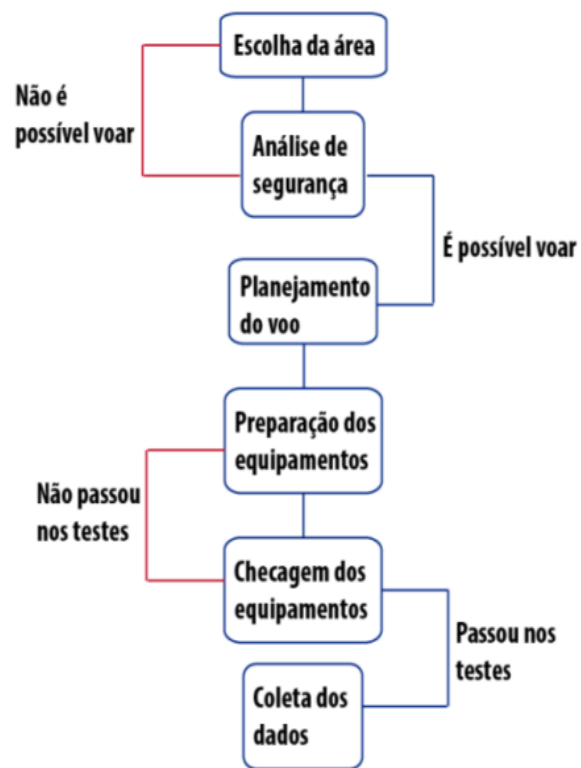 Escolha da área
Não é
possível voar
Análise de
segurança
É possível voar
Planejamento
do voo
Preparação dos
equipamentos
Não passou
nos testes
Checagem dos
equipamentos
Passou nos
testes
Coleta dos
dados